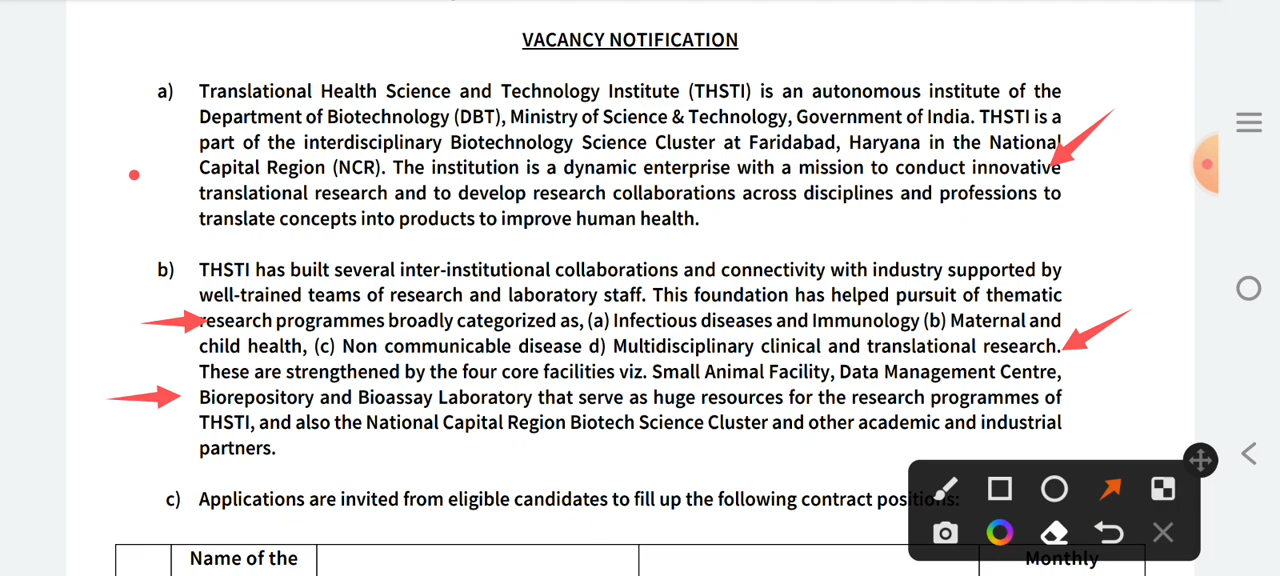 VACANCY NOTIFICATION
a) Translational Health Science and Technology Institute (THSTI) is an autonomous institute of the
Department of Biotechnology (DBT), Ministry of Science & Technology, Government of India. THSTI is a
part of the interdisciplinary Biotechnology Science Cluster at Faridabad, Haryana in the National
Capital Region (NCR). The institution is a dynamic enterprise with a mission to conduct innovative
translational research and to develop research collaborations across disciplines and professions to
translate concepts into products to improve human health.
b) THSTI has built several inter-institutional collaborations and connectivity with industry supported by
well-trained teams of research and laboratory staff. This foundation has helped pursuit of thematic
research programmes broadly categorized as, (a) Infectious diseases and Immunology (b) Maternal and
child health, (c) Non communicable disease d) Multidisciplinary clinical and translational research.
These are strengthened by the four core facilities viz. Small Animal Facility, Data Management Centre,
Biorepository and Bioassay Laboratory that serve as huge resources for the research programmes of
THSTI, and also the National Capital Region Biotech Science Cluster and other academic and industrial
partners.
c) Applications are invited from eligible candidates to fill up the following contract positions:
Name of the
Monthly